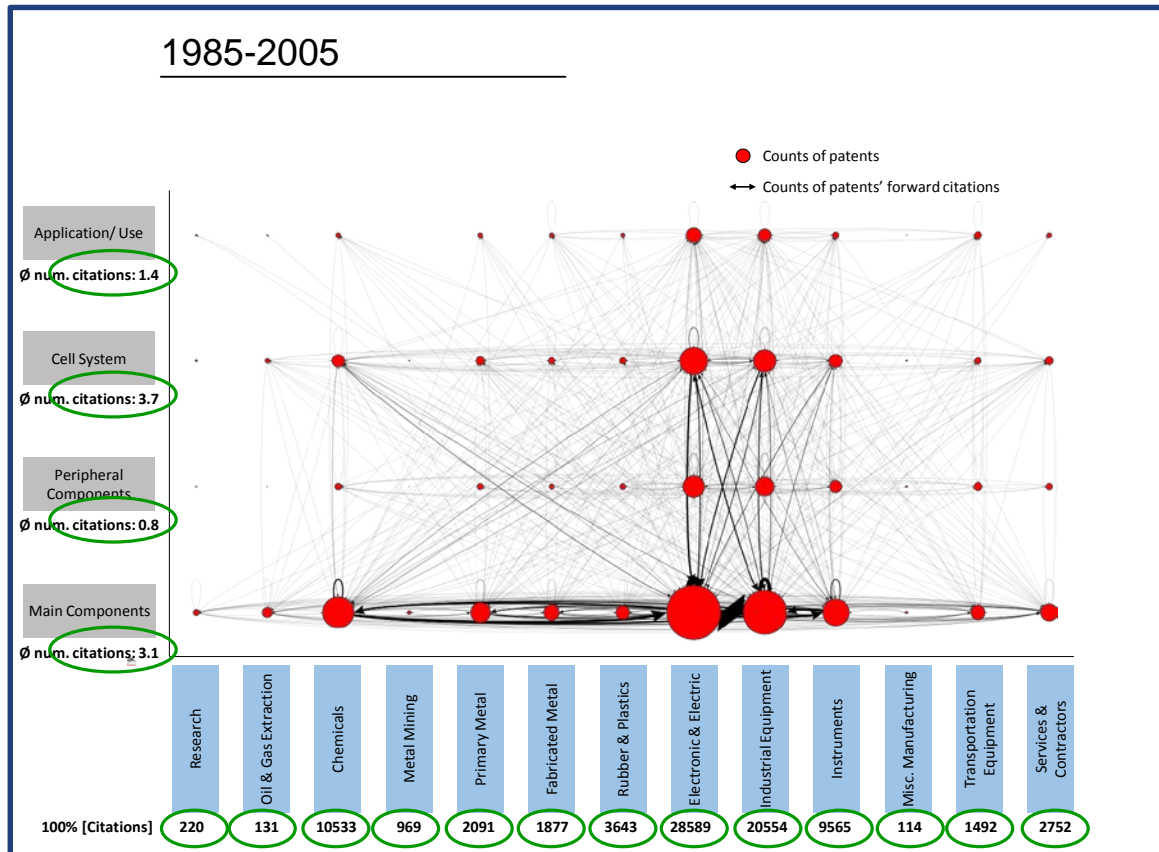 1985-2005
Counts of patents
Counts of patents’ forward citations
Application/ Use
Ø num. citations: 1.4
Cell System
Ø num. citations: 3.7
Peripheral
Components
Ø num. citations: 0.8
Main Components
Ø num. citations: 3.1
Research
Oil & Gas Extraction
Chemicals
Metal Mining
Primary Metal
Fabricated Metal
Rubber & Plastics
Electronic & Electric
Industrial Equipment
Instruments
Misc. Manufacturing
Transportation
Equipment
Services &
Contractors
100% [Citations] 220 131 10533 969 2091 1877 3643 28589 20554 9565 114 1492 2752